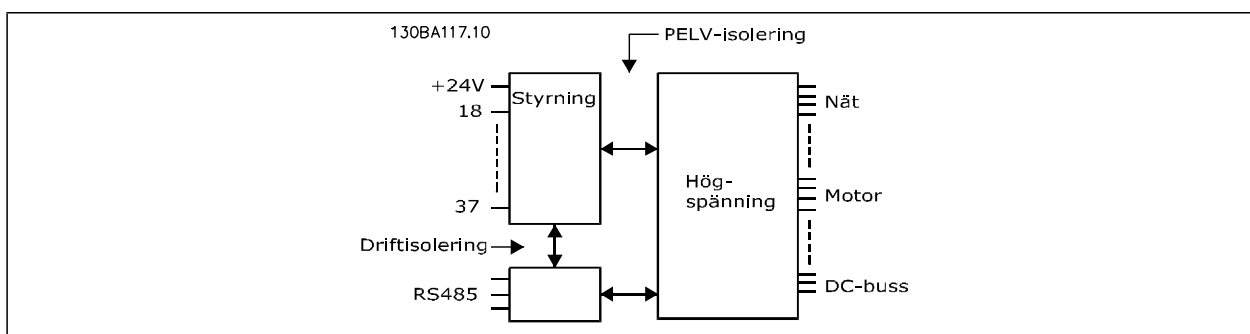 130BA117.10
PELV-isolering
+24V
Styrning
18
Nät
Hög-
spänning
Motor
37
Driftisolering
RS485
DC-buss